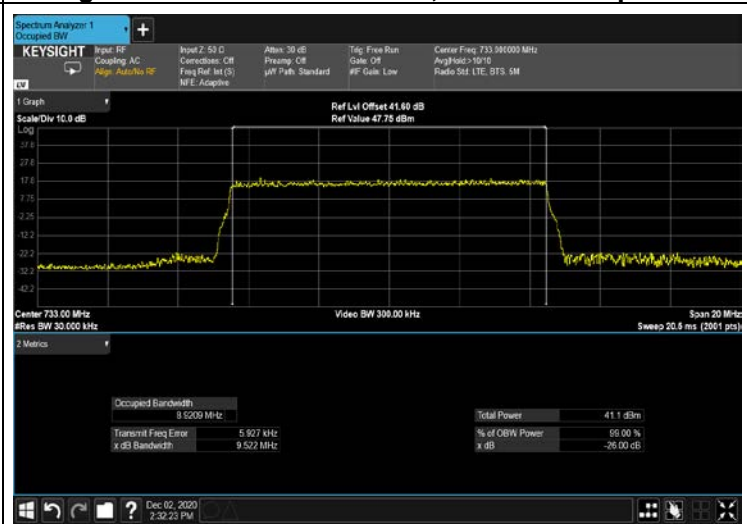 Spectrum Analyzer 1
Occupied BW
KEYSIGHT
Input: RF
Coupling: AC
Align: Auto/No RF
Input Z: 50 Ω
Corrections: Off
Freq Ref: Int (S)
NFE: Adaptive
Atten: 30 dB
Preamp: Off
µW Path: Standard
Trig: Free Run
Gate: Off
#IF Gain: Low
Center Freq: 733.000000 MHz
Avg|Hold:>10/10
Radio Std: LTE, BTS, 5M
1 Graph
Scale/Div 10.0 dB
Ref Lvl Offset 41.60 dB
Ref Value 47.75 dBm
Log
37.8
27.8
17.8
7.75
-2.25
-12.2
-22.2
-32.2
-42.2
Center 733.00 MHz
#Res BW 30.000 kHz
Video BW 300.00 kHz
Span 20 MHz
Sweep 20.5 ms (2001 pts)
2 Metrics
Occupied Bandwidth
8.9209 MHz
Transmit Freq Error 5.927 kHz
x dB Bandwidth 9.522 MHz
Total Power 41.1 dBm
% of OBW Power 99.00 %
x dB -26.00 dB
Dec 02, 2020
2:32:23 PM